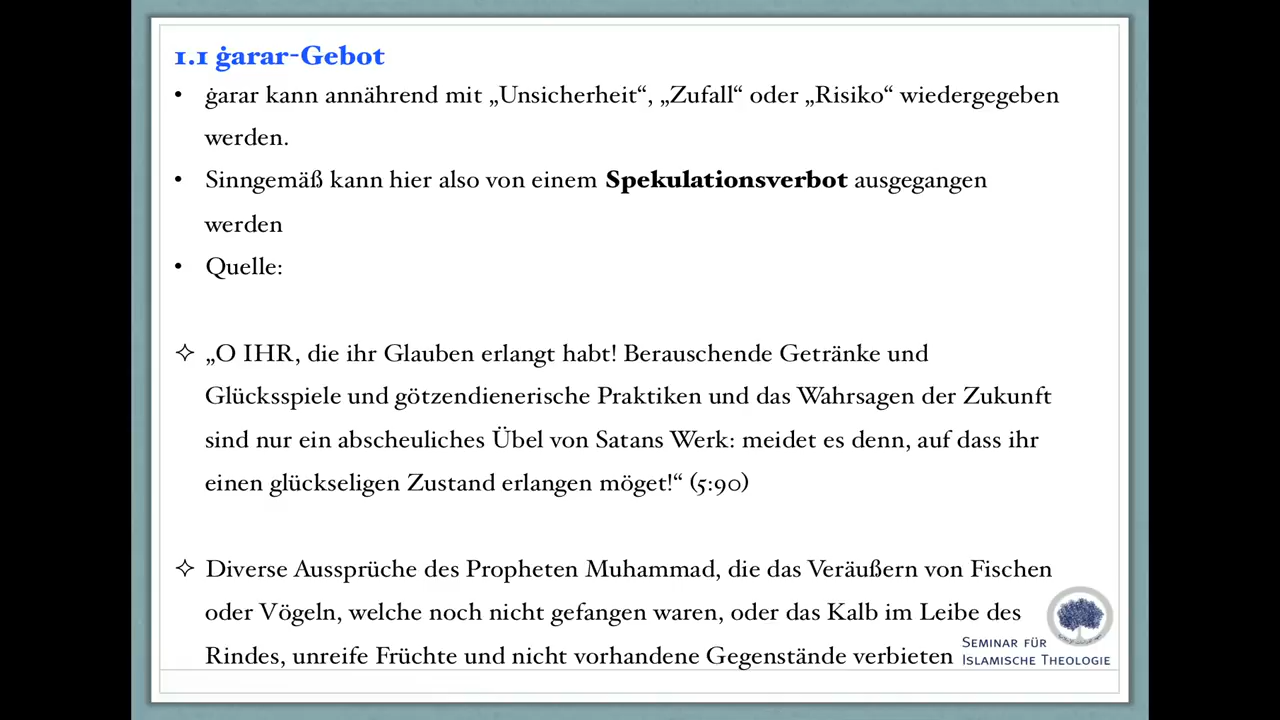 1.1 ġarar-Gebot
• ġarar kann annährend mit „Unsicherheit“, „Zufall“ oder „Risiko“ wiedergegeben
werden.
• Sinngemäß kann hier also von einem Spekulationsverbot ausgegangen
werden
• Quelle:
✧ „O IHR, die ihr Glauben erlangt habt! Berauschende Getränke und
Glücksspiele und götzendienerische Praktiken und das Wahrsagen der Zukunft
sind nur ein abscheuliches Übel von Satans Werk: meidet es denn, auf dass ihr
einen glückseligen Zustand erlangen möget!“ (5:90)
✧ Diverse Aussprüche des Propheten Muhammad, die das Veräußern von Fischen
oder Vögeln, welche noch nicht gefangen waren, oder das Kalb im Leibe des
Rindes, unreife Früchte und nicht vorhandene Gegenstände verbieten
SEMINAR FÜR
ISLAMISCHE THEOLOGIE